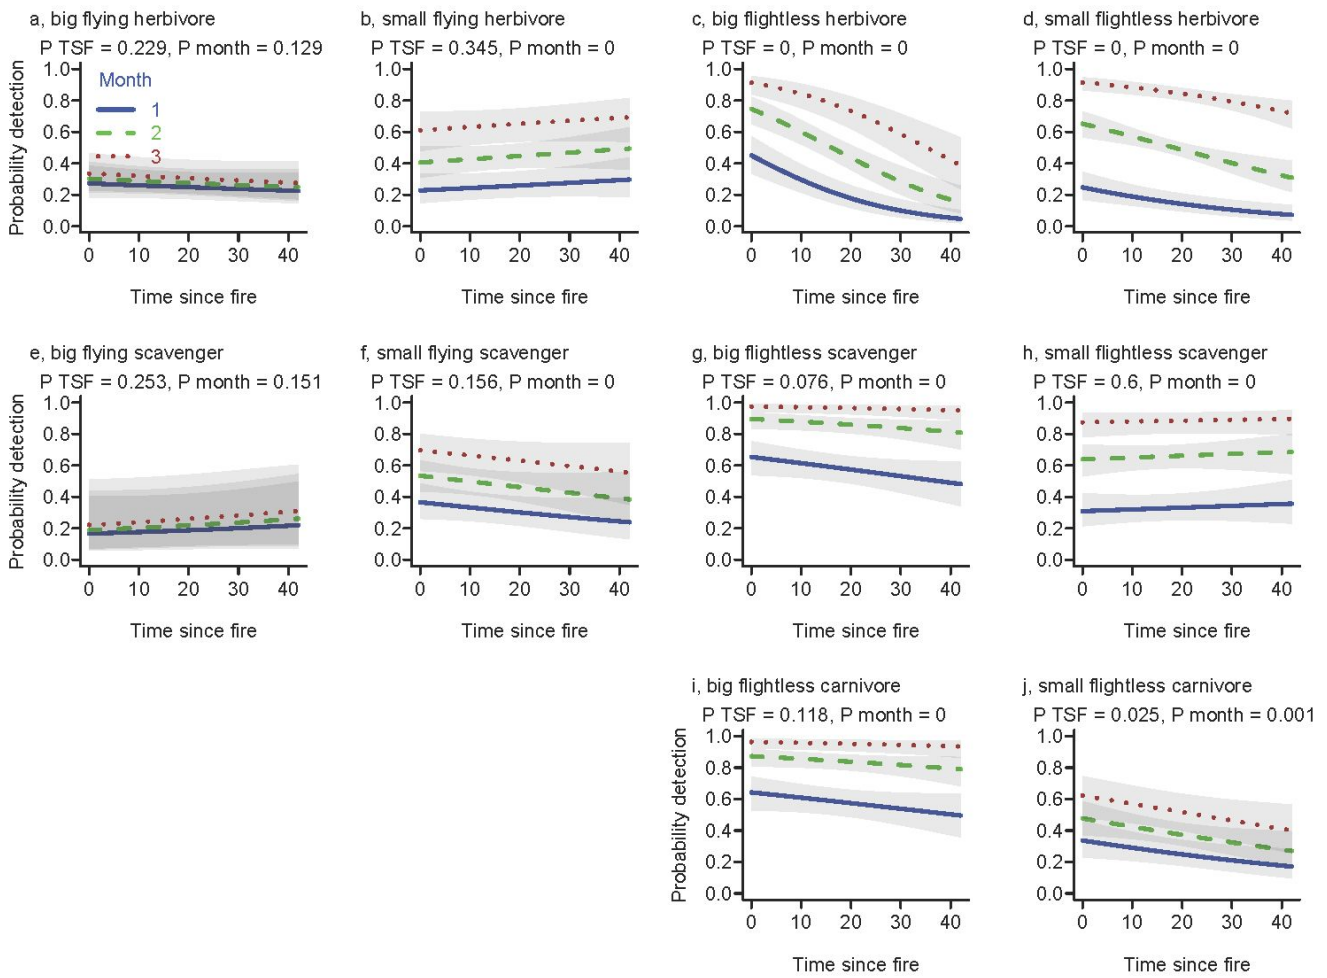 a, big flying herbivore
P TSF = 0.229, P month = 0.129
Probability detection
1.0
0.8
0.6
0.4
0.2
0.0
Month
1
2
3
0 10 20 30 40
Time since fire
b, small flying herbivore
P TSF = 0.345, P month = 0
1.0
0.8
0.6
0.4
0.2
0.0
0 10 20 30 40
Time since fire
c, big flightless herbivore
P TSF = 0, P month = 0
1.0
0.8
0.6
0.4
0.2
0.0
0 10 20 30 40
Time since fire
d, small flightless herbivore
P TSF = 0, P month = 0
1.0
0.8
0.6
0.4
0.2
0.0
0 10 20 30 40
Time since fire
e, big flying scavenger
P TSF = 0.253, P month = 0.151
Probability detection
1.0
0.8
0.6
0.4
0.2
0.0
0 10 20 30 40
Time since fire
f, small flying scavenger
P TSF = 0.156, P month = 0
1.0
0.8
0.6
0.4
0.2
0.0
0 10 20 30 40
Time since fire
g, big flightless scavenger
P TSF = 0.076, P month = 0
1.0
0.8
0.6
0.4
0.2
0.0
0 10 20 30 40
Time since fire
h, small flightless scavenger
P TSF = 0.6, P month = 0
1.0
0.8
0.6
0.4
0.2
0.0
0 10 20 30 40
Time since fire
i, big flightless carnivore
P TSF = 0.118, P month = 0
Probability detection
1.0
0.8
0.6
0.4
0.2
0.0
0 10 20 30 40
Time since fire
j, small flightless carnivore
P TSF = 0.025, P month = 0.001
1.0
0.8
0.6
0.4
0.2
0.0
0 10 20 30 40
Time since fire